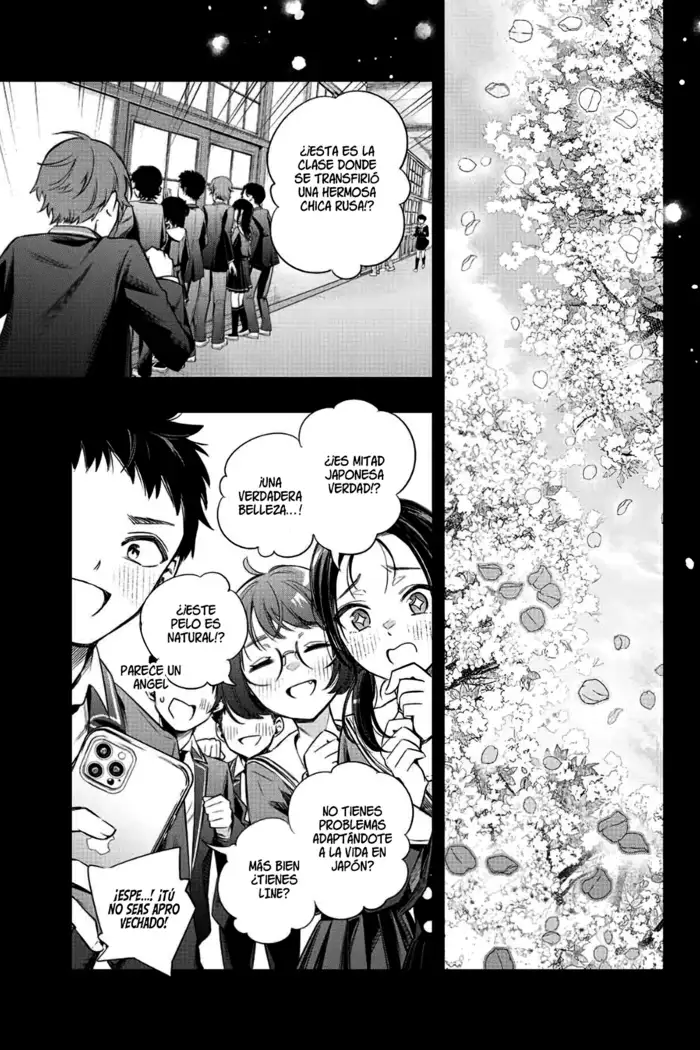 ¿¡ESTA ES LA
CLASE DONDE
SE TRANSFIRIÓ
UNA HERMOSA
CHICA RUSA!?
¿¡ES MITAD
JAPONESA
VERDAD!?
¡UNA
VERDADERA
BELLEZA...!
¿¡ESTE
PELO ES
NATURAL!?
PARECE UN
ANGEL
NO TIENES
PROBLEMAS
ADAPTÁNDOTE
A LA VIDA EN
JAPÓN?
MÁS BIEN
¿TIENES
LINE?
¡ESPE...! ¡TÚ
NO SEAS APRO
VECHADO!